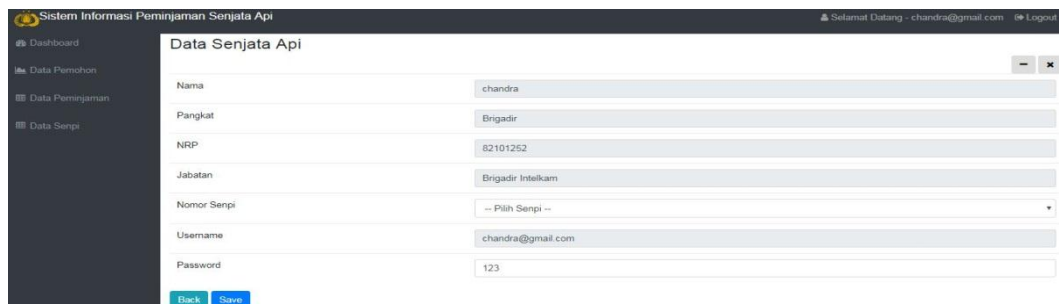 Sistem Informasi Peminjaman Senjata Api
Selamat Datang - chandra@gmail.com Logout
Dashboard
Data Pemohon
Data Peminjaman
Data Senpi
Data Senjata Api
Nama chandra
Pangkat Brigadir
NRP 82101252
Jabatan Brigadir Intelkam
Nomor Senpi -- Pilih Senpi --
Username chandra@gmail.com
Password 123
Back Save